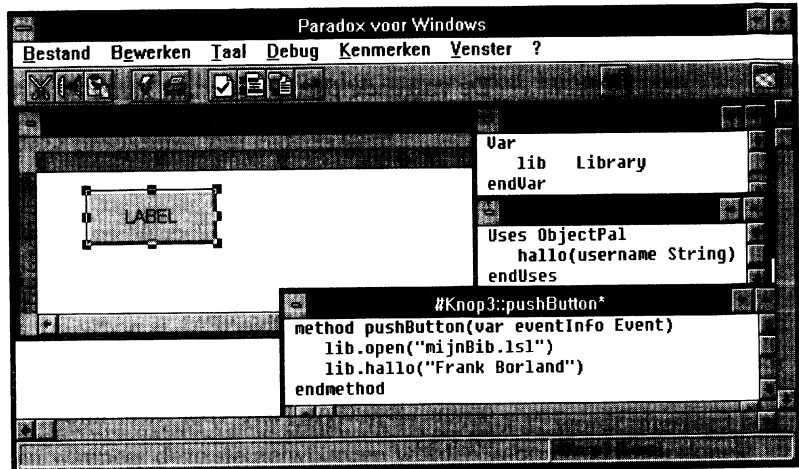 Paradox voor Windows
Bestand Bewerken Taal Debug Kenmerken Venster ?
LABEL
Var
lib Library
endVar
Uses ObjectPal
hallo(username String)
endUses
#Knop3::pushButton*
method pushButton(var eventInfo Event)
lib.open("mijnBib.lsl")
lib.hallo("Frank Borland")
endmethod